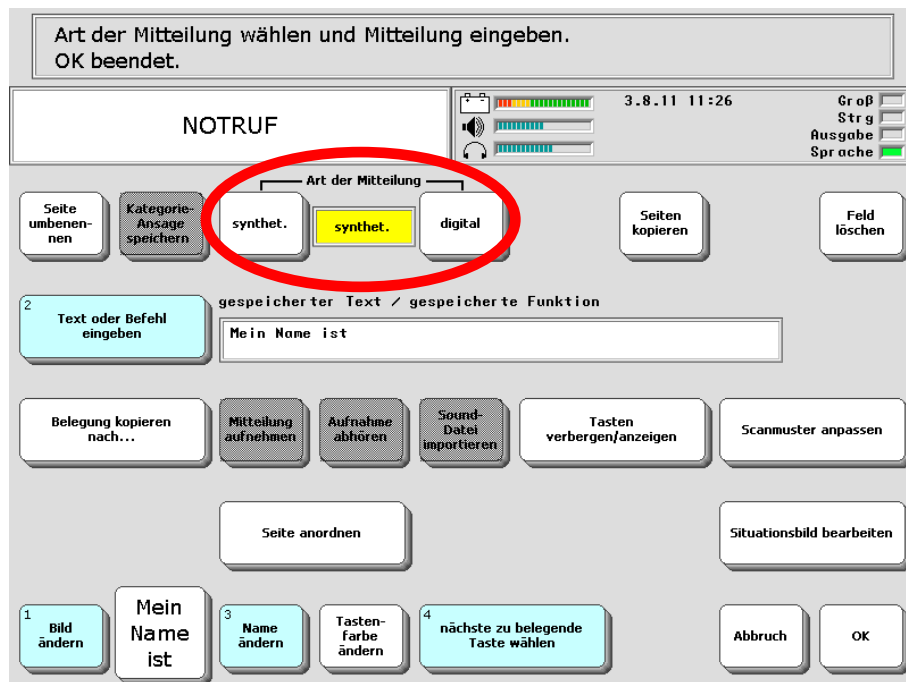 Art der Mitteilung wählen und Mitteilung eingeben.
OK beendet.
NOTRUF
3.8.11 11:26
Groß
Strg
Ausgabe
Sprache
Art der Mitteilung
Seite
umbenen-
nen
Kategorie-
Ansage
speichern
synthet.
synthet.
digital
Seiten
kopieren
Feld
löschen
2
Text oder Befehl
eingeben
gespeicherter Text / gespeicherte Funktion
Mein Name ist
Belegung kopieren
nach...
Mitteilung
aufnehmen
Aufnahme
abhören
Sound-
Datei
importieren
Tasten
verbergen/anzeigen
Scanmuster anpassen
Seite anordnen
Situationsbild bearbeiten
1
Bild
ändern
Mein
Name
ist
3
Name
ändern
Tasten-
farbe
ändern
4
nächste zu belegende
Taste wählen
Abbruch
OK